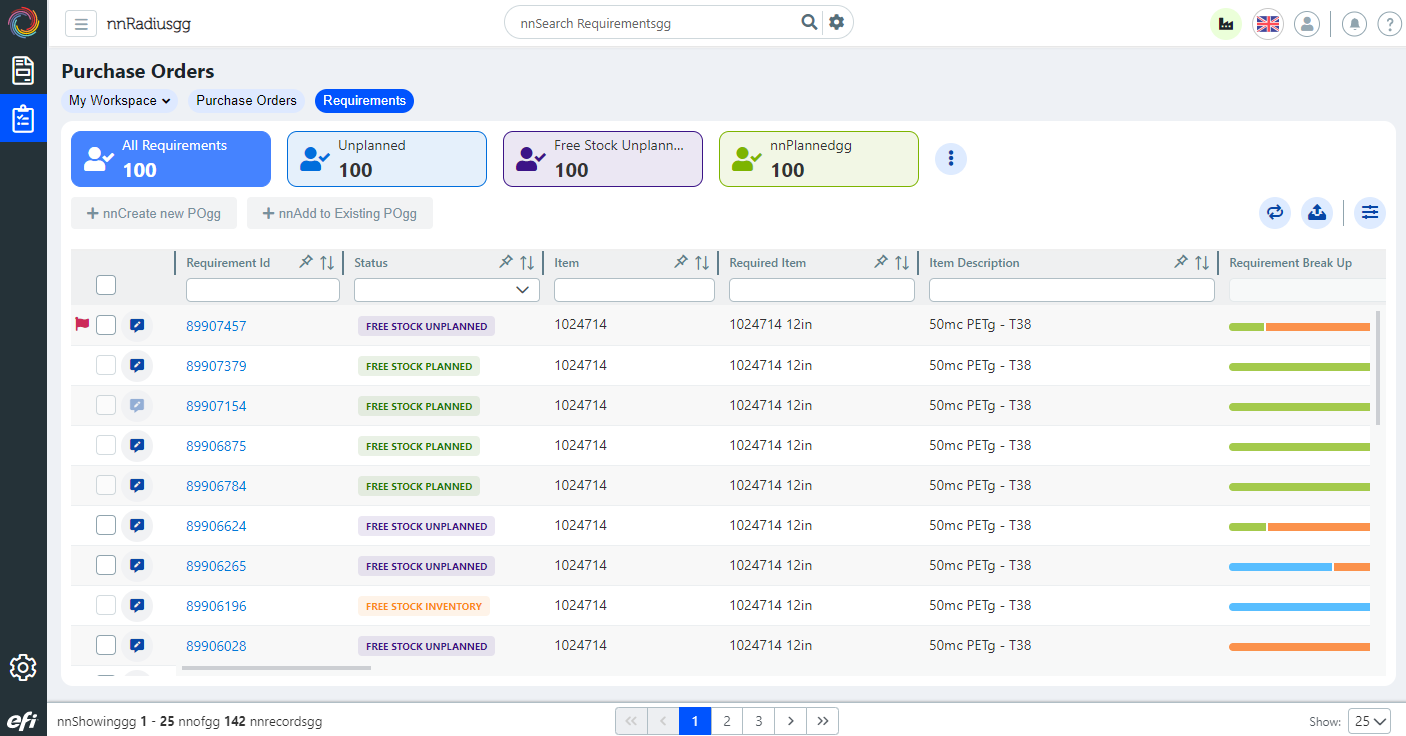 nnRadiusgg
nnSearch Requirementsgg
?
Purchase Orders
My Workspace Purchase Orders Requirements
All Requirements
100
Unplanned
100
Free Stock Unplann...
100
nnPlannedgg
100
+ nnCreate new POgg + nnAdd to Existing POgg
Requirement Id Status Item Required Item Item Description Requirement Break Up
89907457 FREE STOCK UNPLANNED 1024714 1024714 12in 50mc PETg - T38
89907379 FREE STOCK PLANNED 1024714 1024714 12in 50mc PETg - T38
89907154 FREE STOCK PLANNED 1024714 1024714 12in 50mc PETg - T38
89906875 FREE STOCK PLANNED 1024714 1024714 12in 50mc PETg - T38
89906784 FREE STOCK PLANNED 1024714 1024714 12in 50mc PETg - T38
89906624 FREE STOCK UNPLANNED 1024714 1024714 12in 50mc PETg - T38
89906265 FREE STOCK UNPLANNED 1024714 1024714 12in 50mc PETg - T38
89906196 FREE STOCK INVENTORY 1024714 1024714 12in 50mc PETg - T38
89906028 FREE STOCK UNPLANNED 1024714 1024714 12in 50mc PETg - T38
efi nnShowinggg 1 - 25 nnofgg 142 nnrecordsgg « ‹ 1 2 3 › » Show: 25